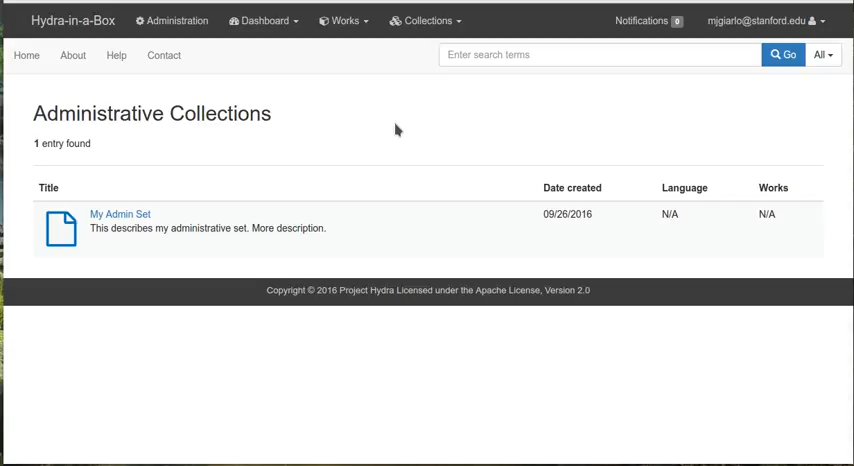 Hydra-in-a-Box Administration Dashboard Works Collections Notifications 0 mjgiarlo@stanford.edu
Home About Help Contact Enter search terms Go All
Administrative Collections
1 entry found
Title Date created Language Works
My Admin Set 09/26/2016 N/A N/A
This describes my administrative set. More description.
Copyright © 2016 Project Hydra Licensed under the Apache License, Version 2.0